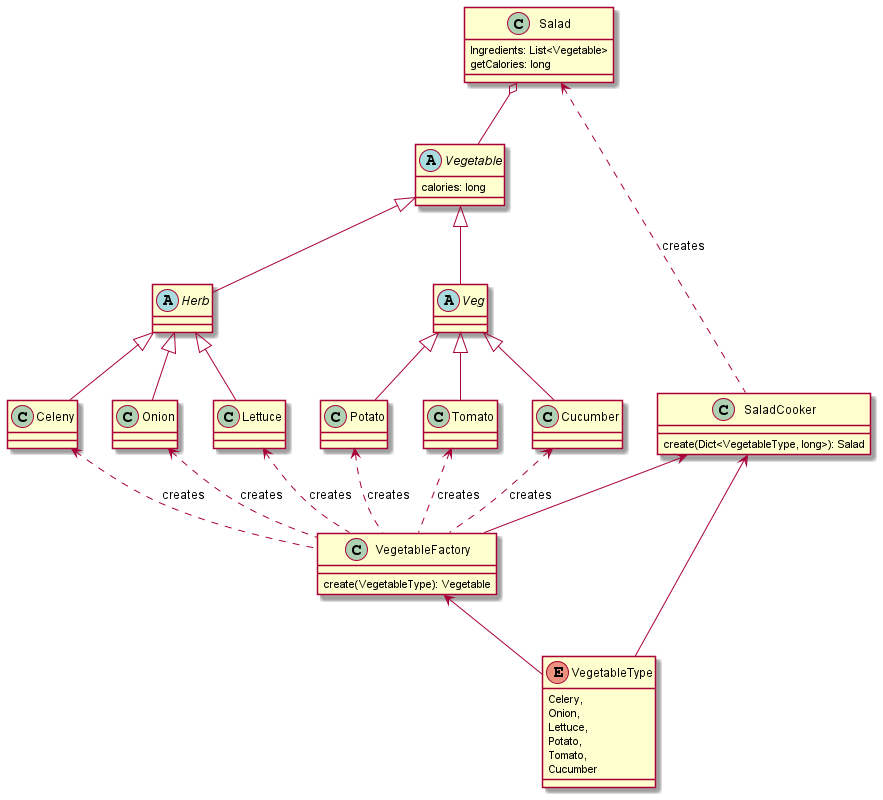 C Salad
Ingredients: List<Vegetable>
getCalories: long
A Vegetable
calories: long
creates
A Herb
A Veg
C Celeny
C Onion
C Lettuce
C Potato
C Tomato
C Cucumber
C SaladCooker
create(Dict<VegetableType, long>): Salad
creates
creates
creates
creates
creates
creates
C VegetableFactory
create(VegetableType): Vegetable
E VegetableType
Celery,
Onion,
Lettuce,
Potato,
Tomato,
Cucumber